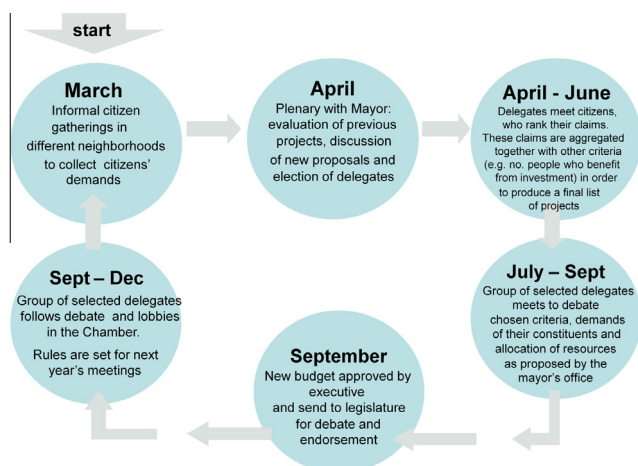 start
March
Informal citizen
gatherings in
different neighborhoods
to collect citizens'
demands
April
Plenary with Mayor:
evaluation of previous
projects, discussion
of new proposals and
election of delegates
April - June
Delegates meet citizens,
who rank their claims.
These claims are aggregated
together with other criteria
(e.g. no. people who benefit
from investment) in order
to produce a final list
of projects
July – Sept
Group of selected delegates
meets to debate
chosen criteria, demands
of their constituents and
allocation of resources
as proposed by the
mayor's office
September
New budget approved by
executive
and send to legislature
for debate and
endorsement
Sept – Dec
Group of selected delegates
follows debate and lobbies
in the Chamber.
Rules are set for next
year's meetings